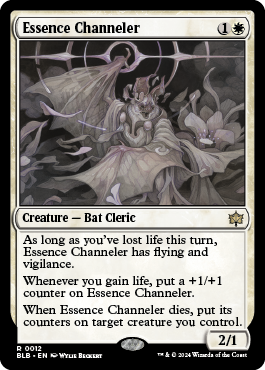 Essence Channeler 1
Creature — Bat Cleric
As long as you've lost life this turn,
Essence Channeler has flying and
vigilance.
Whenever you gain life, put a +1/+1
counter on Essence Channeler.
When Essence Channeler dies, put its
counters on target creature you control.
2/1
R 0012
BLB • EN Wylie Beckert
™ & © 2024 Wizards of the Coast